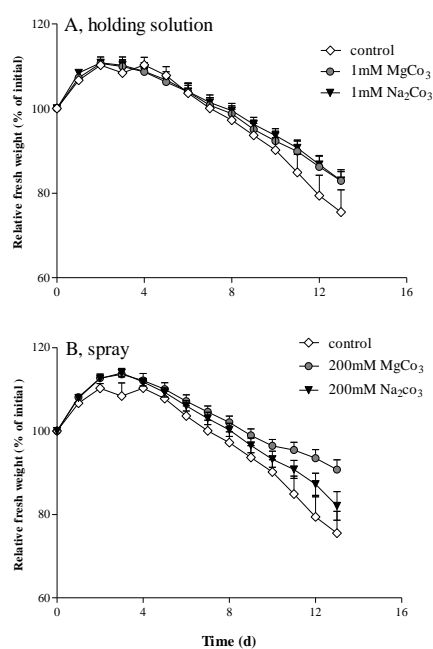 A, holding solution
control
1mM MgCo₃
1mM Na₂Co₃
Relative fresh weight (% of initial)
120
100
80
60
0
4
8
12
16
B, spray
control
200mM MgCo₃
200mM Na₂co₃
Relative fresh weight (% of initial)
120
100
80
60
0
4
8
12
16
Time (d)